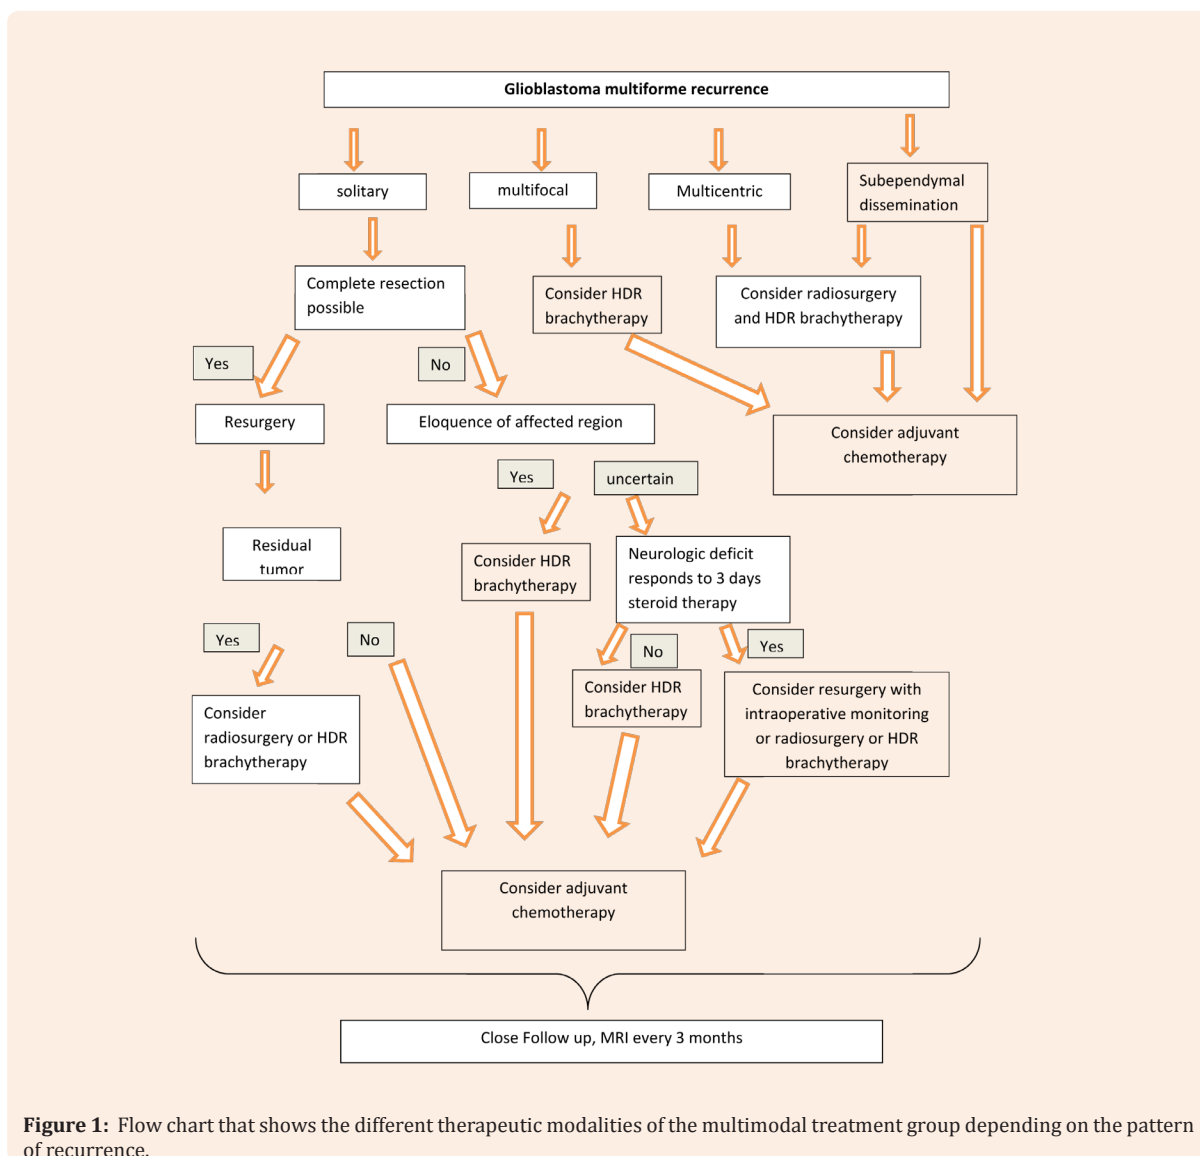 Glioblastoma multiforme recurrence
solitary
multifocal
Multicentric
Subependymal
dissemination
Complete resection
possible
Consider HDR
brachytherapy
Consider radiosurgery
and HDR brachytherapy
Yes
No
Resurgery
Eloquence of affected region
Consider adjuvant
chemotherapy
Yes
uncertain
Residual
tumor
Consider HDR
brachytherapy
Neurologic deficit
responds to 3 days
steroid therapy
Yes
No
No
Yes
Consider
radiosurgery or HDR
brachytherapy
Consider HDR
brachytherapy
Consider resurgery with
intraoperative monitoring
or radiosurgery or HDR
brachytherapy
Consider adjuvant
chemotherapy
Close Follow up, MRI every 3 months
Figure 1: Flow chart that shows the different therapeutic modalities of the multimodal treatment group depending on the pattern
of recurrence.